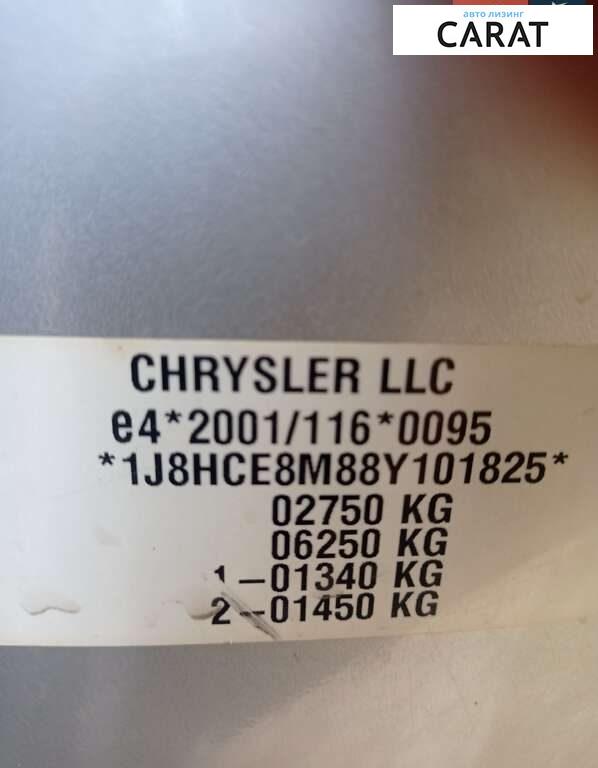 авто лизинг
CARAT
CHRYSLER LLC
e4*2001/116*0095
*1J8HCE8M88Y101825*
02750 KG
06250 KG
1-01340 KG
2-01450 KG